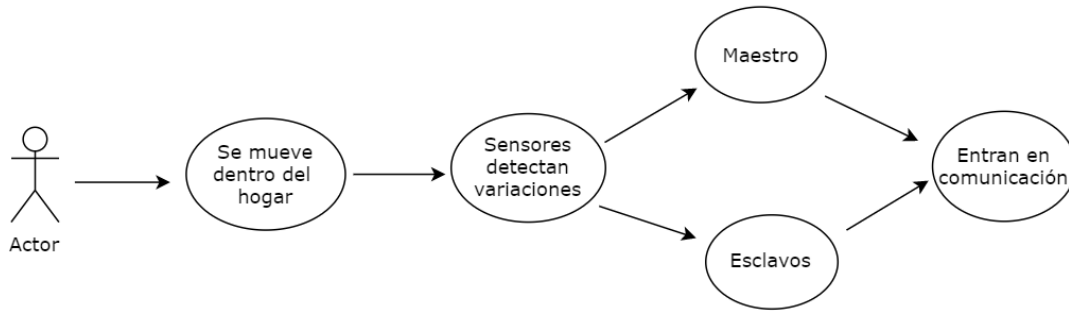 Actor
Se mueve
dentro del
hogar
Sensores
detectan
variaciones
Maestro
Esclavos
Entran en
comunicación